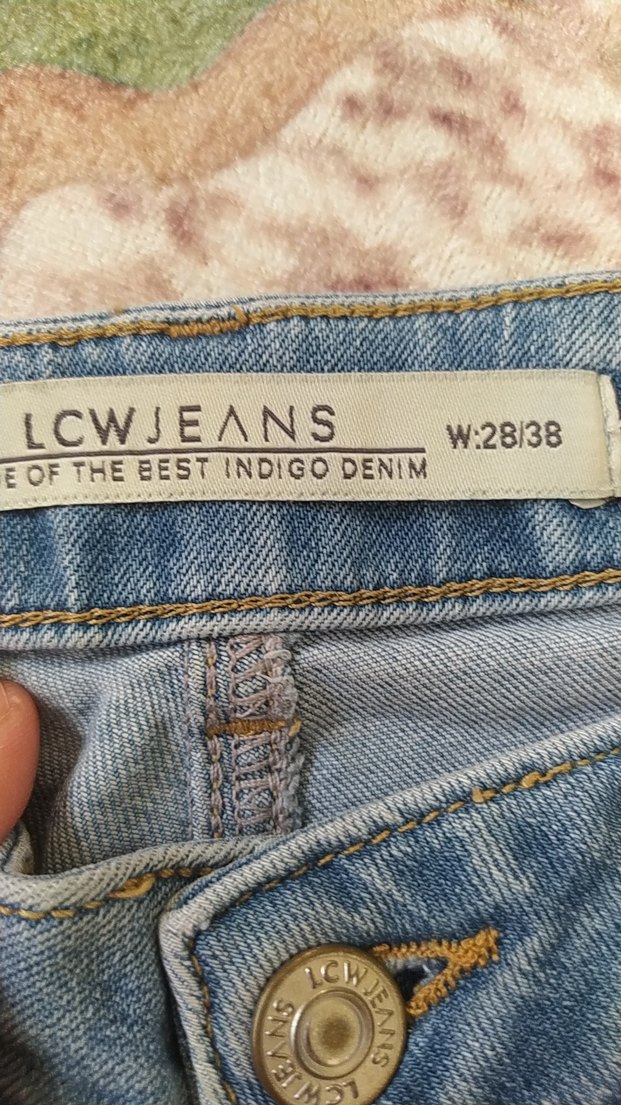 LCWJEANS W:28/38
OF THE BEST INDIGO DENIM
LCWJEANS
LCWJEANS